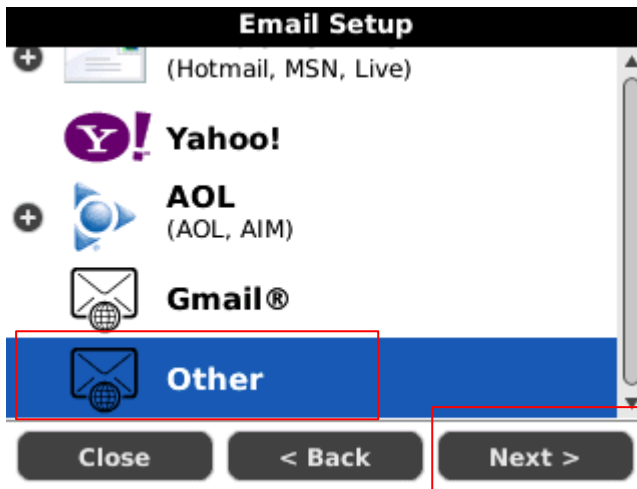 Email Setup
(Hotmail, MSN, Live)
Y! Yahoo!
AOL
(AOL, AIM)
Gmail®
Other
Close < Back Next >